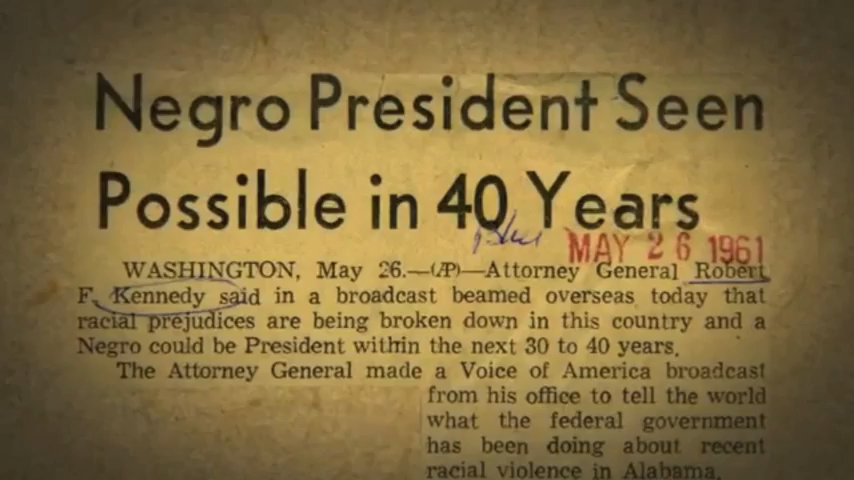 Negro President Seen
Possible in 40 Years
MAY 26 1961
WASHINGTON, May 26.—(AP)—Attorney General Robert
F. Kennedy said in a broadcast beamed overseas today that
racial prejudices are being broken down in this country and a
Negro could be President within the next 30 to 40 years.
The Attorney General made a Voice of America broadcast
from his office to tell the world
what the federal government
has been doing about recent
racial violence in Alabama.